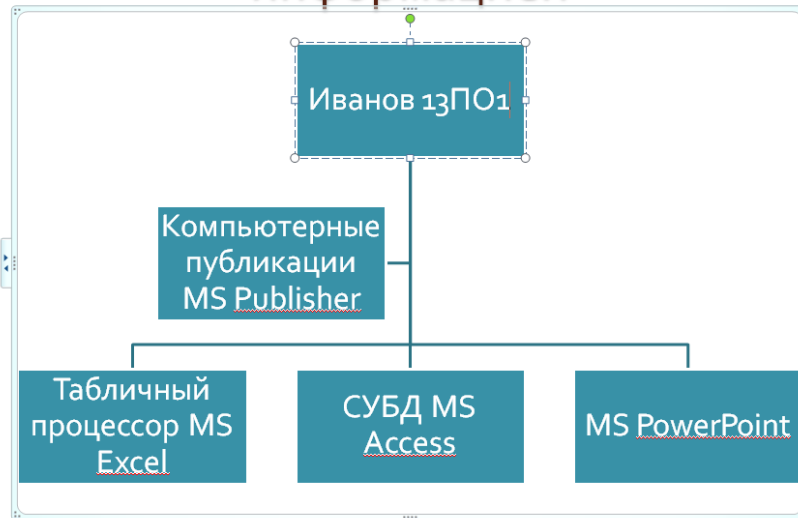 Иванов 13ПО1
Компьютерные
публикации
MS Publisher
Табличный
процессор MS
Excel
СУБД MS
Access
MS PowerPoint